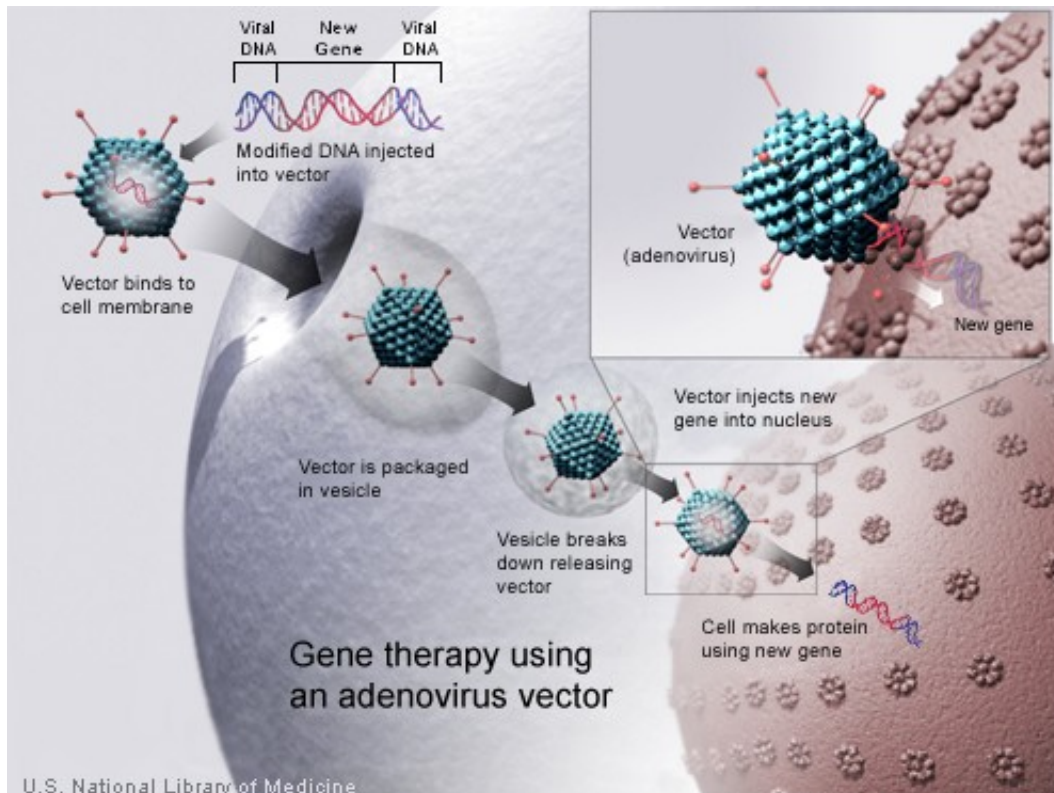 Viral DNA
New Gene
Viral DNA
Modified DNA injected
into vector
Vector binds to
cell membrane
Vector
(adenovirus)
New gene
Vector injects new
gene into nucleus
Vector is packaged
in vesicle
Vesicle breaks
down releasing
vector
Cell makes protein
using new gene
Gene therapy using
an adenovirus vector
U.S. National Library of Medicine